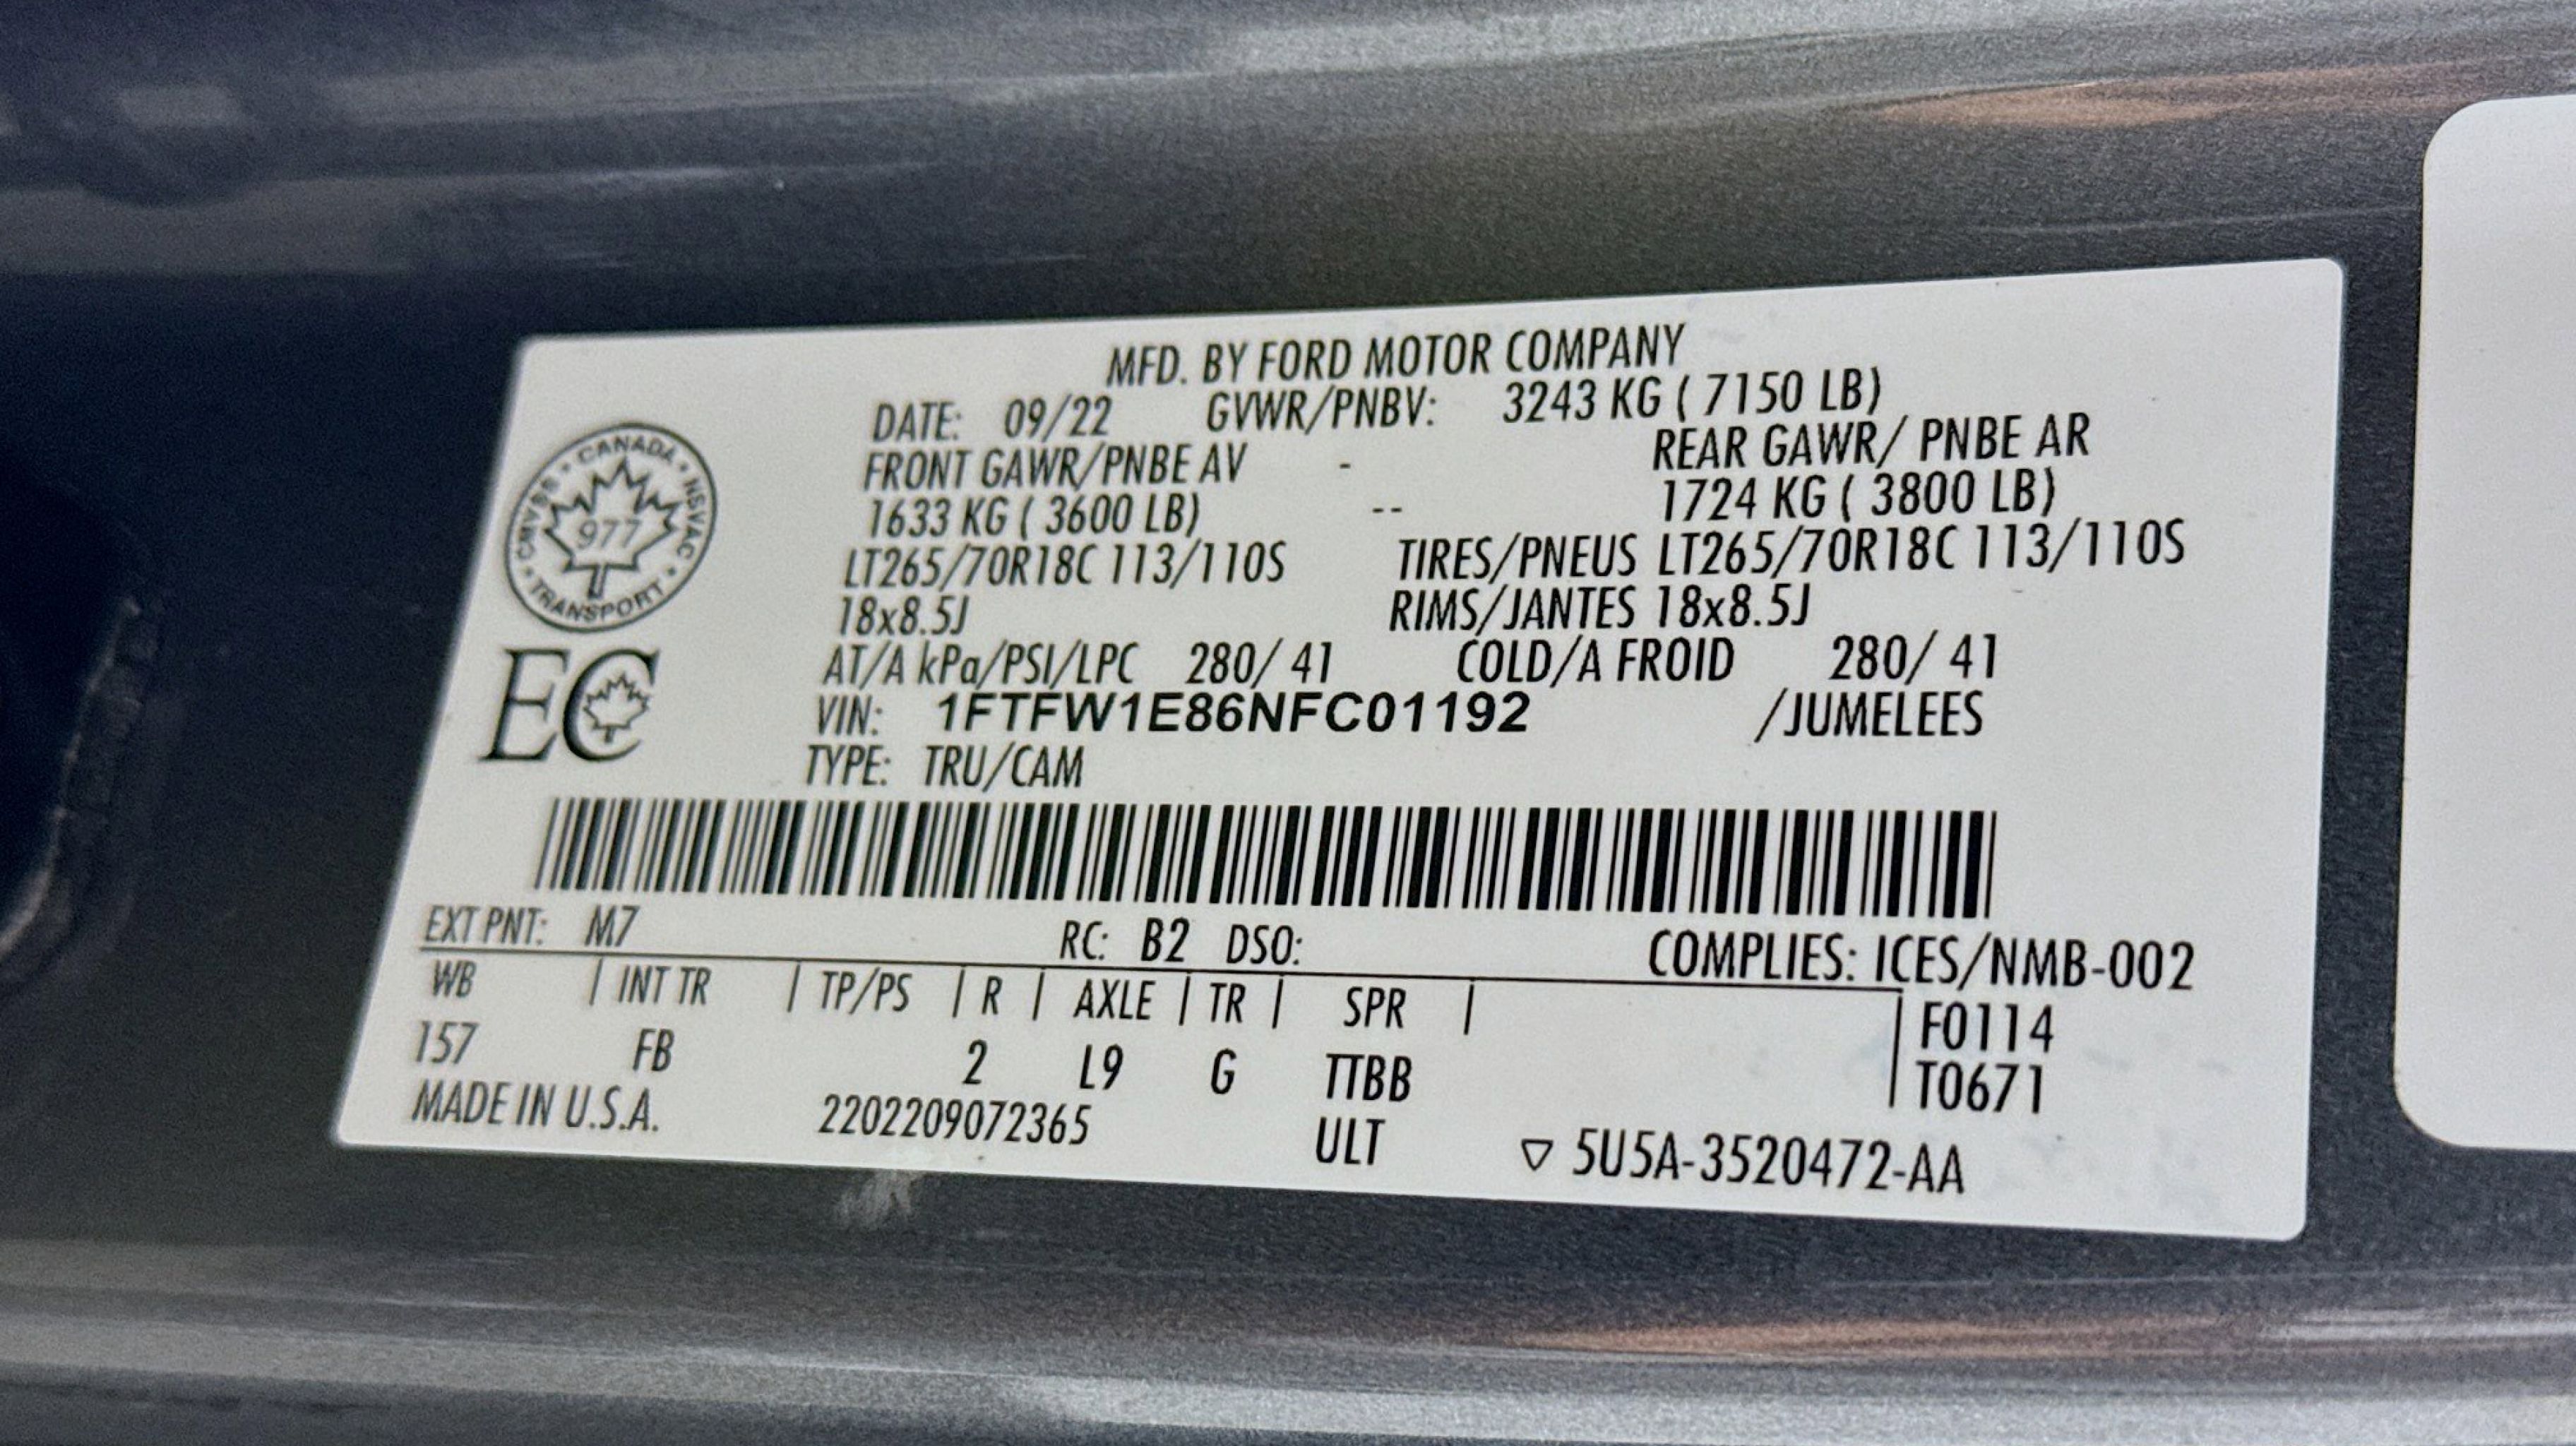 MFD. BY FORD MOTOR COMPANY
DATE: 09/22 GVWR/PNBV: 3243 KG ( 7150 LB)
FRONT GAWR/PNBE AV - REAR GAWR/ PNBE AR
1633 KG ( 3600 LB) -- 1724 KG ( 3800 LB)
LT265/70R18C 113/110S TIRES/PNEUS LT265/70R18C 113/110S
18x8.5J RIMS/JANTES 18x8.5J
AT/A kPa/PSI/LPC 280/ 41 COLD/A FROID 280/ 41
VIN: 1FTFW1E86NFC01192 /JUMELEES
TYPE: TRU/CAM
CANADA · NSVAC · TRANSPORT · CMVSS
977
EC
EXT PNT: M7 RC: B2 DSO: COMPLIES: ICES/NMB-002
WB | INT TR | TP/PS | R | AXLE | TR | SPR | F0114
157 FB 2 L9 G TTBB T0671
MADE IN U.S.A. 2202209072365 ULT ▽ 5U5A-3520472-AA